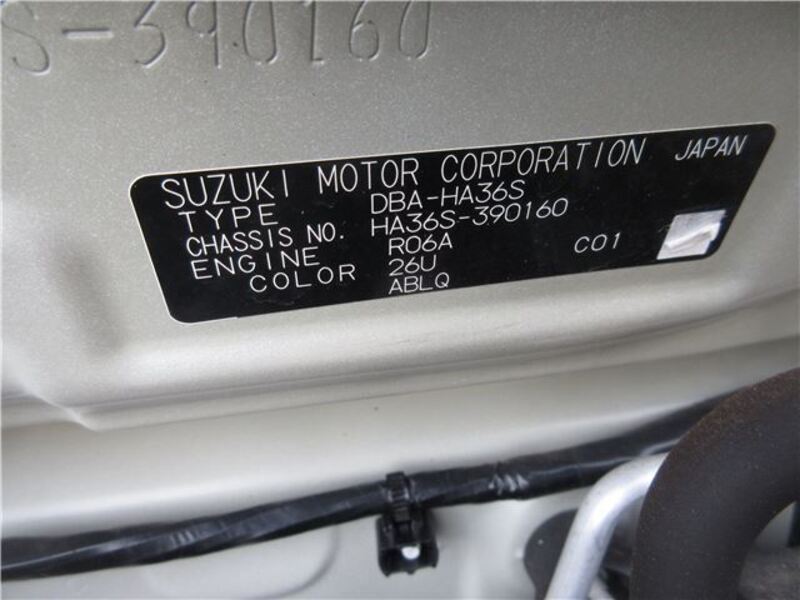 S-390160
SUZUKI MOTOR CORPORATION JAPAN
TYPE DBA-HA36S
CHASSIS NO. HA36S-390160
ENGINE R06A C01
COLOR 26U
ABLQ